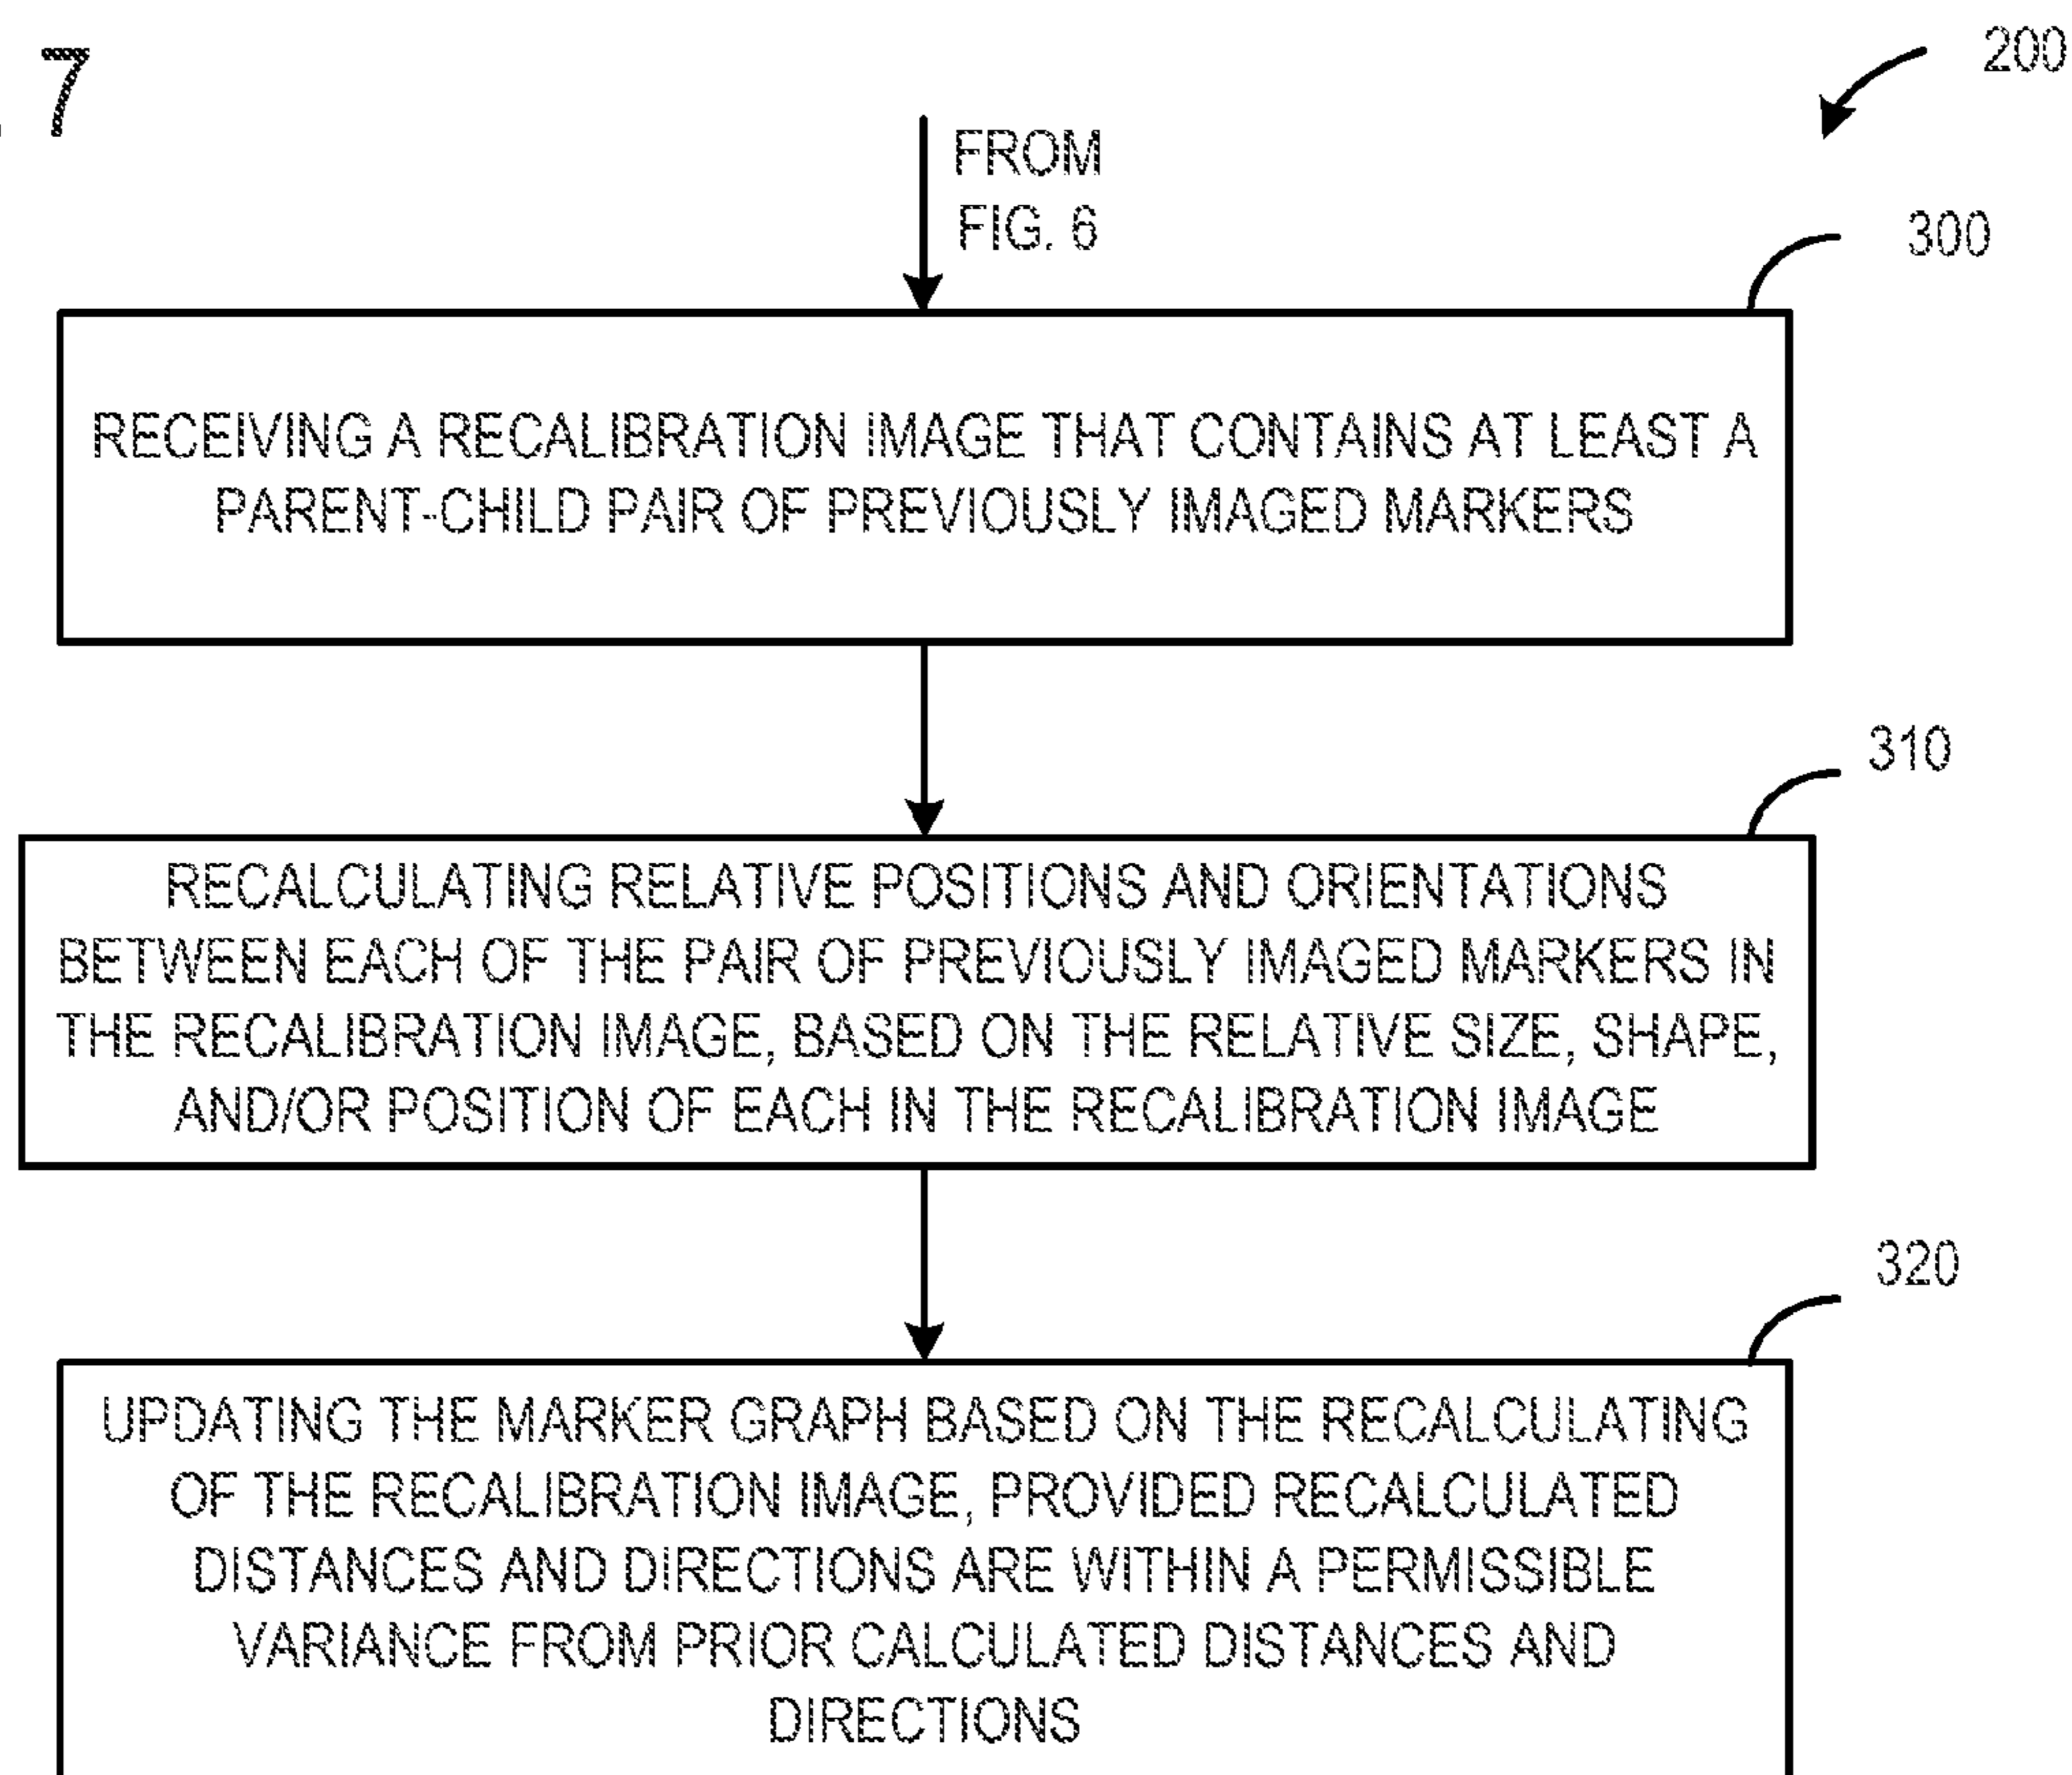 7
200
FROM
FIG. 6
300
RECEIVING A RECALIBRATION IMAGE THAT CONTAINS AT LEAST A
PARENT-CHILD PAIR OF PREVIOUSLY IMAGED MARKERS
310
RECALCULATING RELATIVE POSITIONS AND ORIENTATIONS
BETWEEN EACH OF THE PAIR OF PREVIOUSLY IMAGED MARKERS IN
THE RECALIBRATION IMAGE, BASED ON THE RELATIVE SIZE, SHAPE,
AND/OR POSITION OF EACH IN THE RECALIBRATION IMAGE
320
UPDATING THE MARKER GRAPH BASED ON THE RECALCULATING
OF THE RECALIBRATION IMAGE, PROVIDED RECALCULATED
DISTANCES AND DIRECTIONS ARE WITHIN A PERMISSIBLE
VARIANCE FROM PRIOR CALCULATED DISTANCES AND
DIRECTIONS